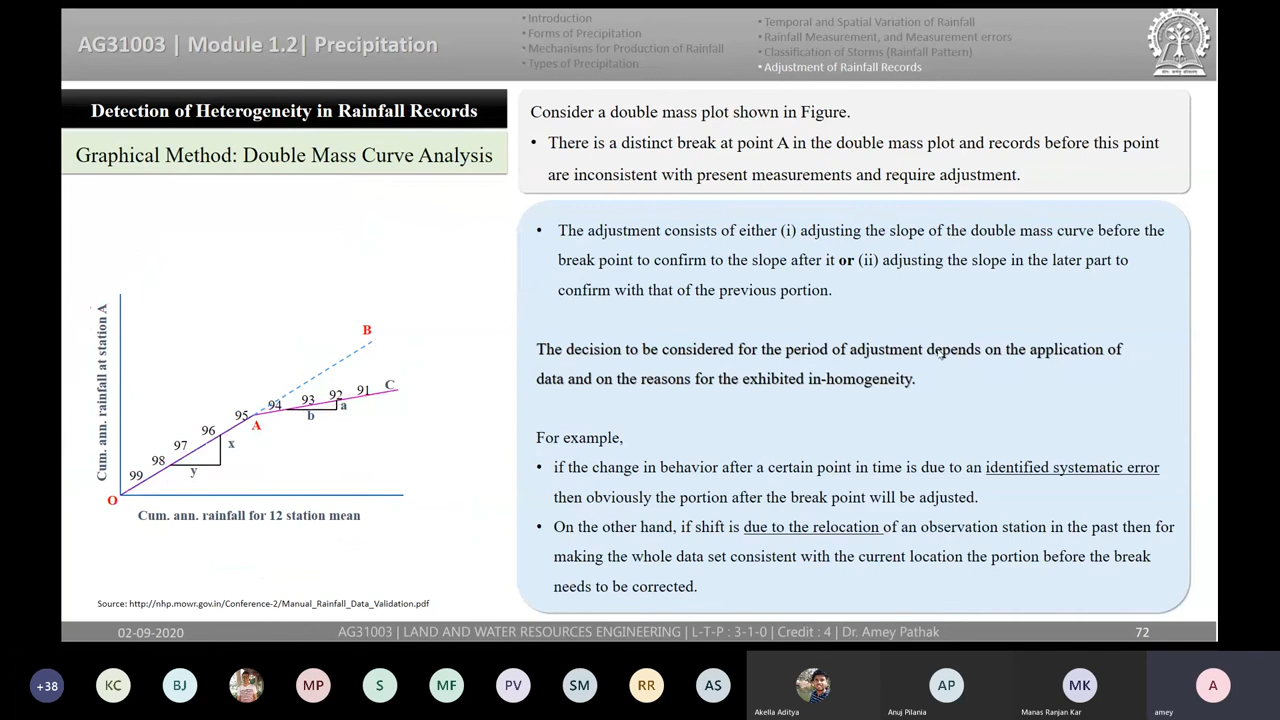 AG31003 | Module 1.2| Precipitation
• Introduction
• Forms of Precipitation
• Mechanisms for Production of Rainfall
• Types of Precipitation
• Temporal and Spatial Variation of Rainfall
• Rainfall Measurement, and Measurement errors
• Classification of Storms (Rainfall Pattern)
• Adjustment of Rainfall Records
Detection of Heterogeneity in Rainfall Records
Graphical Method: Double Mass Curve Analysis
Consider a double mass plot shown in Figure.
• There is a distinct break at point A in the double mass plot and records before this point
are inconsistent with present measurements and require adjustment.
• The adjustment consists of either (i) adjusting the slope of the double mass curve before the
break point to confirm to the slope after it or (ii) adjusting the slope in the later part to
confirm with that of the previous portion.
The decision to be considered for the period of adjustment depends on the application of
data and on the reasons for the exhibited in-homogeneity.
For example,
• if the change in behavior after a certain point in time is due to an identified systematic error
then obviously the portion after the break point will be adjusted.
• On the other hand, if shift is due to the relocation of an observation station in the past then for
making the whole data set consistent with the current location the portion before the break
needs to be corrected.
Cum. ann. rainfall at station A
B
C
91
92
93
94
a
b
95
A
96
x
97
98
y
99
O
Cum. ann. rainfall for 12 station mean
Source: http://nhp.mowr.gov.in/Conference-2/Manual_Rainfall_Data_Validation.pdf
02-09-2020
AG31003 | LAND AND WATER RESOURCES ENGINEERING | L-T-P : 3-1-0 | Credit : 4 | Dr. Amey Pathak
72
+38
KC
BJ
MP
S
MF
PV
SM
RR
AS
Akella Aditya
AP
Anuj Pilania
MK
Manas Ranjan Kar
A
amey